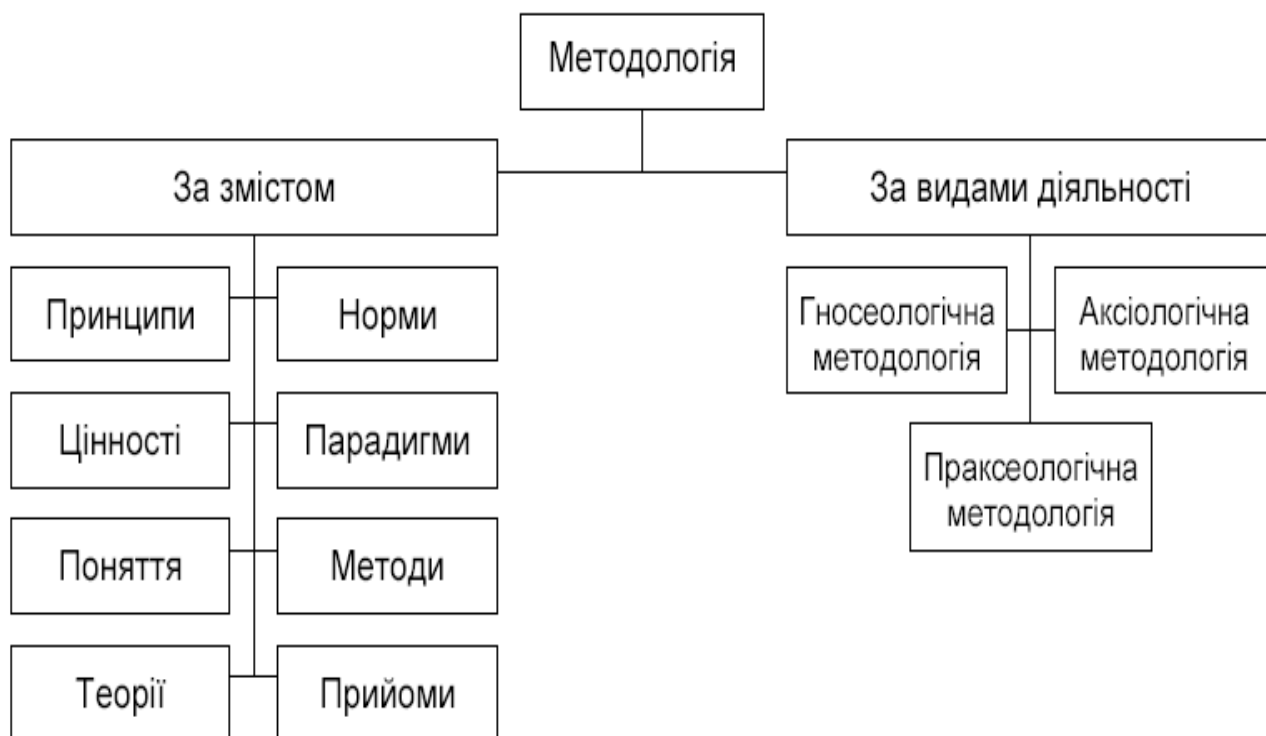 Методологія
За змістом
За видами діяльності
Принципи
Норми
Цінності
Парадигми
Поняття
Методи
Теорії
Прийоми
Гносеологічна
методологія
Аксіологічна
методологія
Праксеологічна
методологія